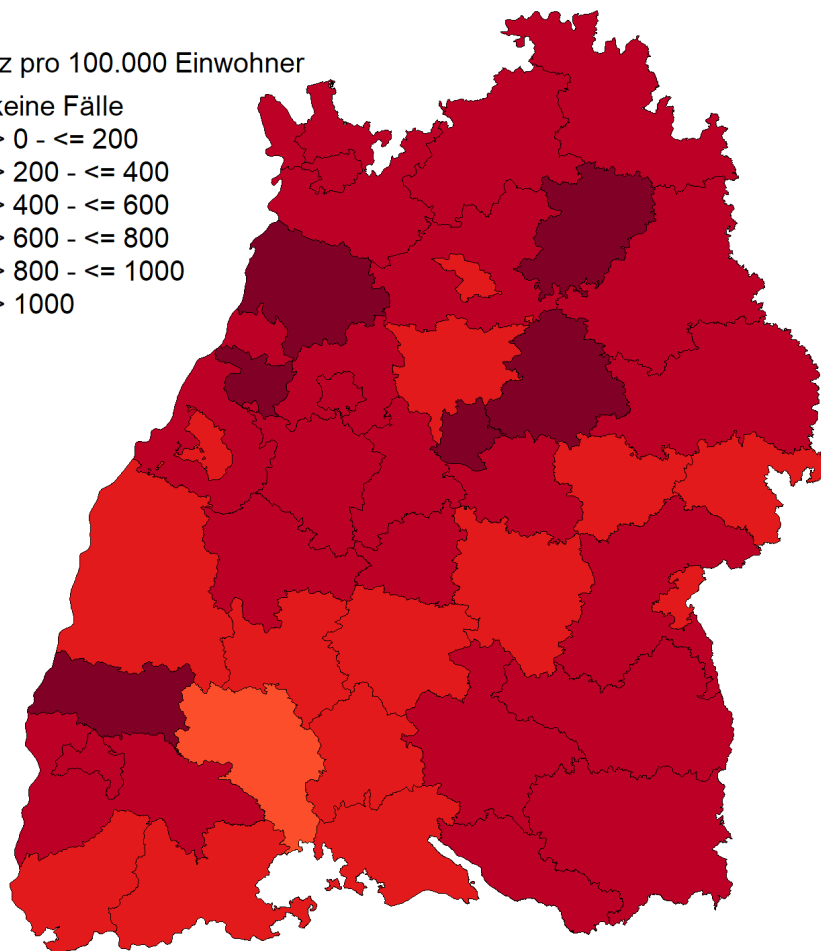 z pro 100.000 Einwohner
keine Fälle
> 0 - <= 200
> 200 - <= 400
> 400 - <= 600
> 600 - <= 800
> 800 - <= 1000
> 1000